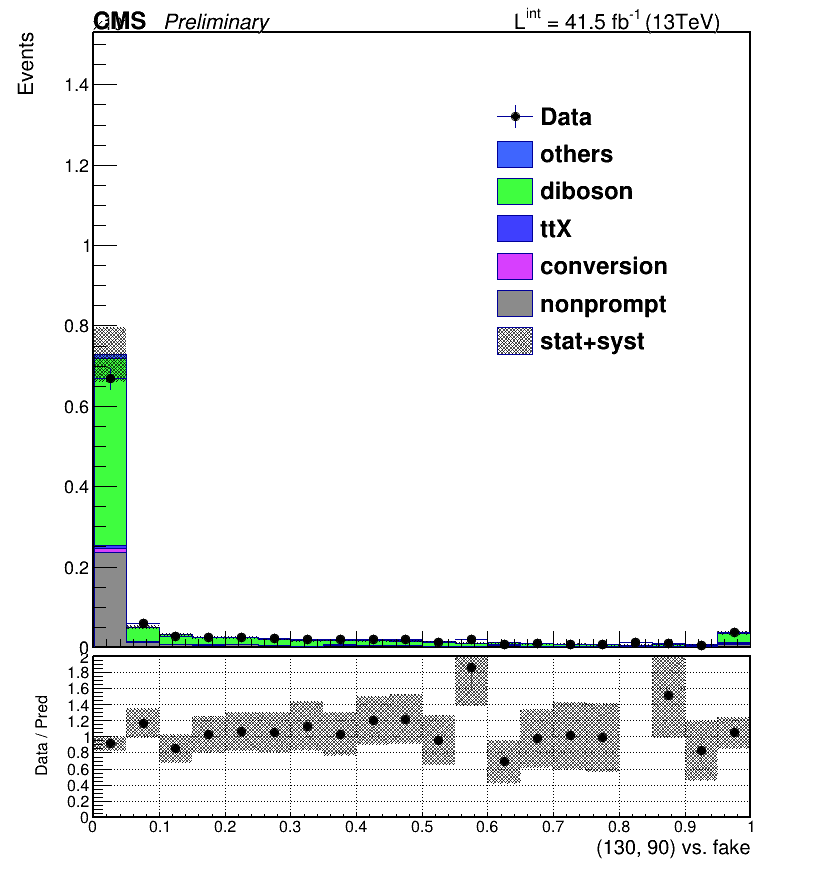 CMS Preliminary
L^int = 41.5 fb^-1 (13TeV)
Events
1.4
1.2
1
0.8
0.6
0.4
0.2
0
Data
others
diboson
ttX
conversion
nonprompt
stat+syst
Data / Pred
2
1.8
1.6
1.4
1.2
1
0.8
0.6
0.4
0.2
0
0 0.1 0.2 0.3 0.4 0.5 0.6 0.7 0.8 0.9 1
(130, 90) vs. fake